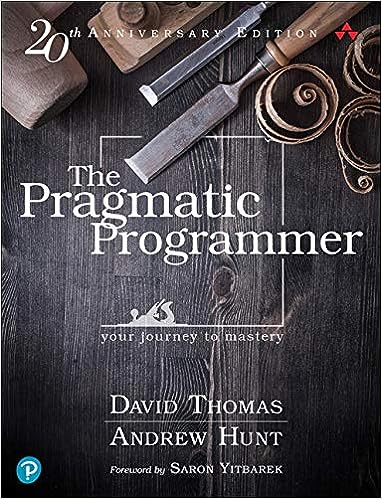 20th Anniversary Edition
The
Pragmatic
Programmer
your journey to mastery
David Thomas
Andrew Hunt
Foreword by Saron Yitbarek
P